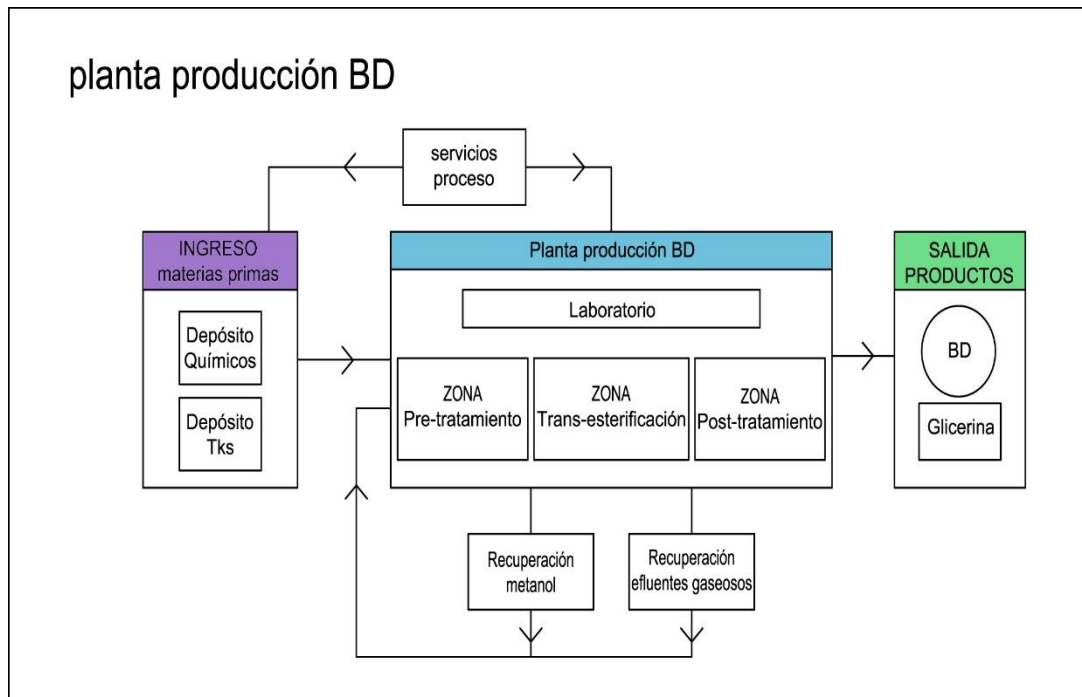 planta producción BD
servicios
proceso
INGRESO
materias primas
Planta producción BD
SALIDA
PRODUCTOS
Depósito
Químicos
Laboratorio
BD
Depósito
Tks
ZONA
Pre-tratamiento
ZONA
Trans-esterificación
ZONA
Post-tratamiento
Glicerina
Recuperación
metanol
Recuperación
efluentes gaseosos